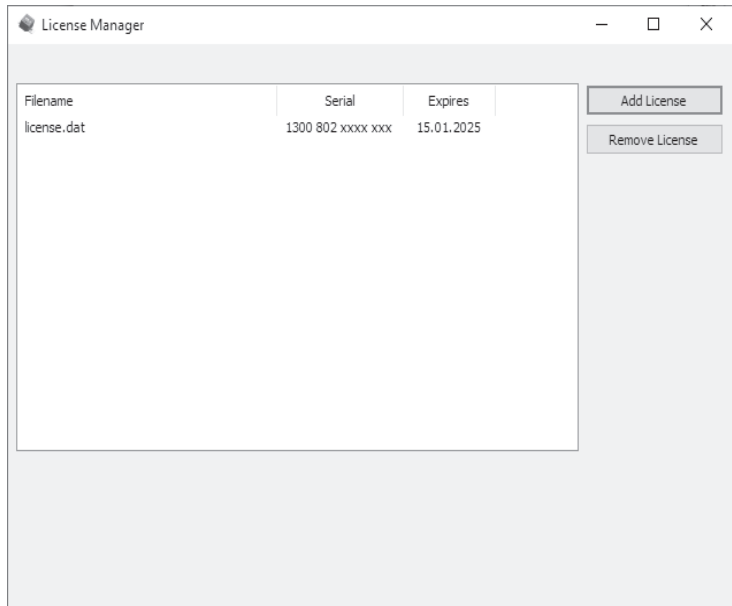 License Manager
Filename Serial Expires
license.dat 1300 802 xxxx xxx 15.01.2025
Add License
Remove License